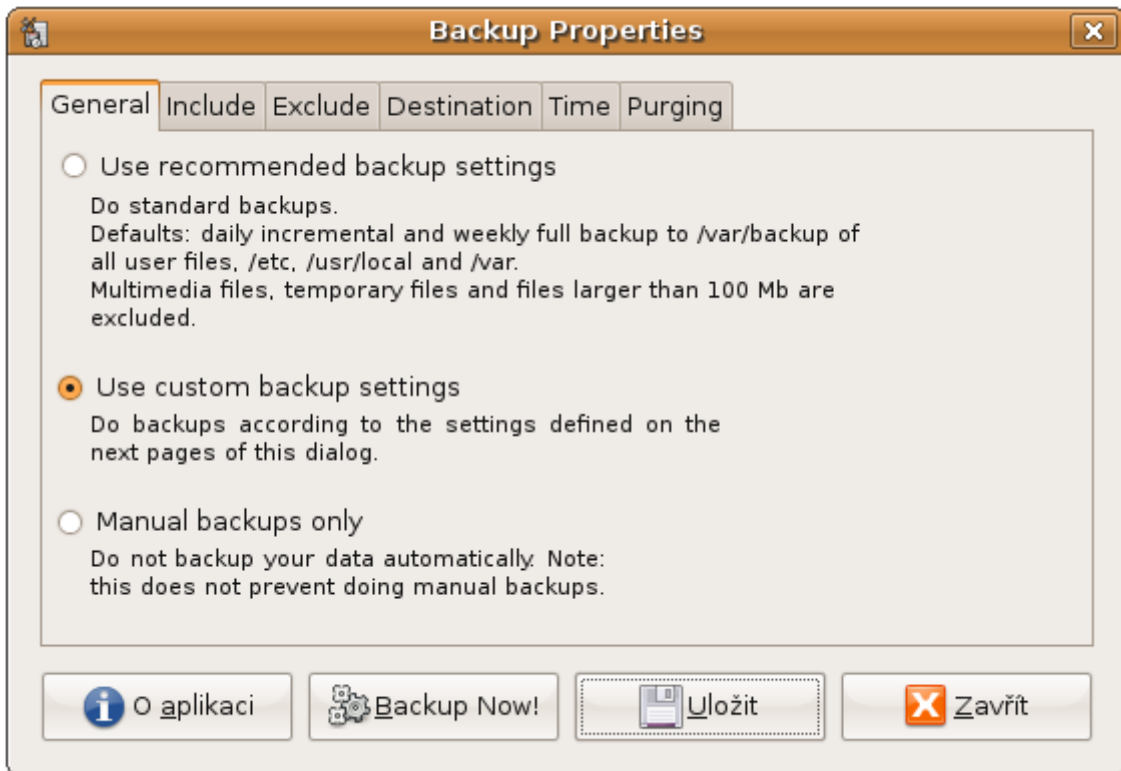 Backup Properties
General Include Exclude Destination Time Purging
Use recommended backup settings
Do standard backups.
Defaults: daily incremental and weekly full backup to /var/backup of
all user files, /etc, /usr/local and /var.
Multimedia files, temporary files and files larger than 100 Mb are
excluded.
Use custom backup settings
Do backups according to the settings defined on the
next pages of this dialog.
Manual backups only
Do not backup your data automatically. Note:
this does not prevent doing manual backups.
O aplikaci Backup Now! Uložit Zavřít